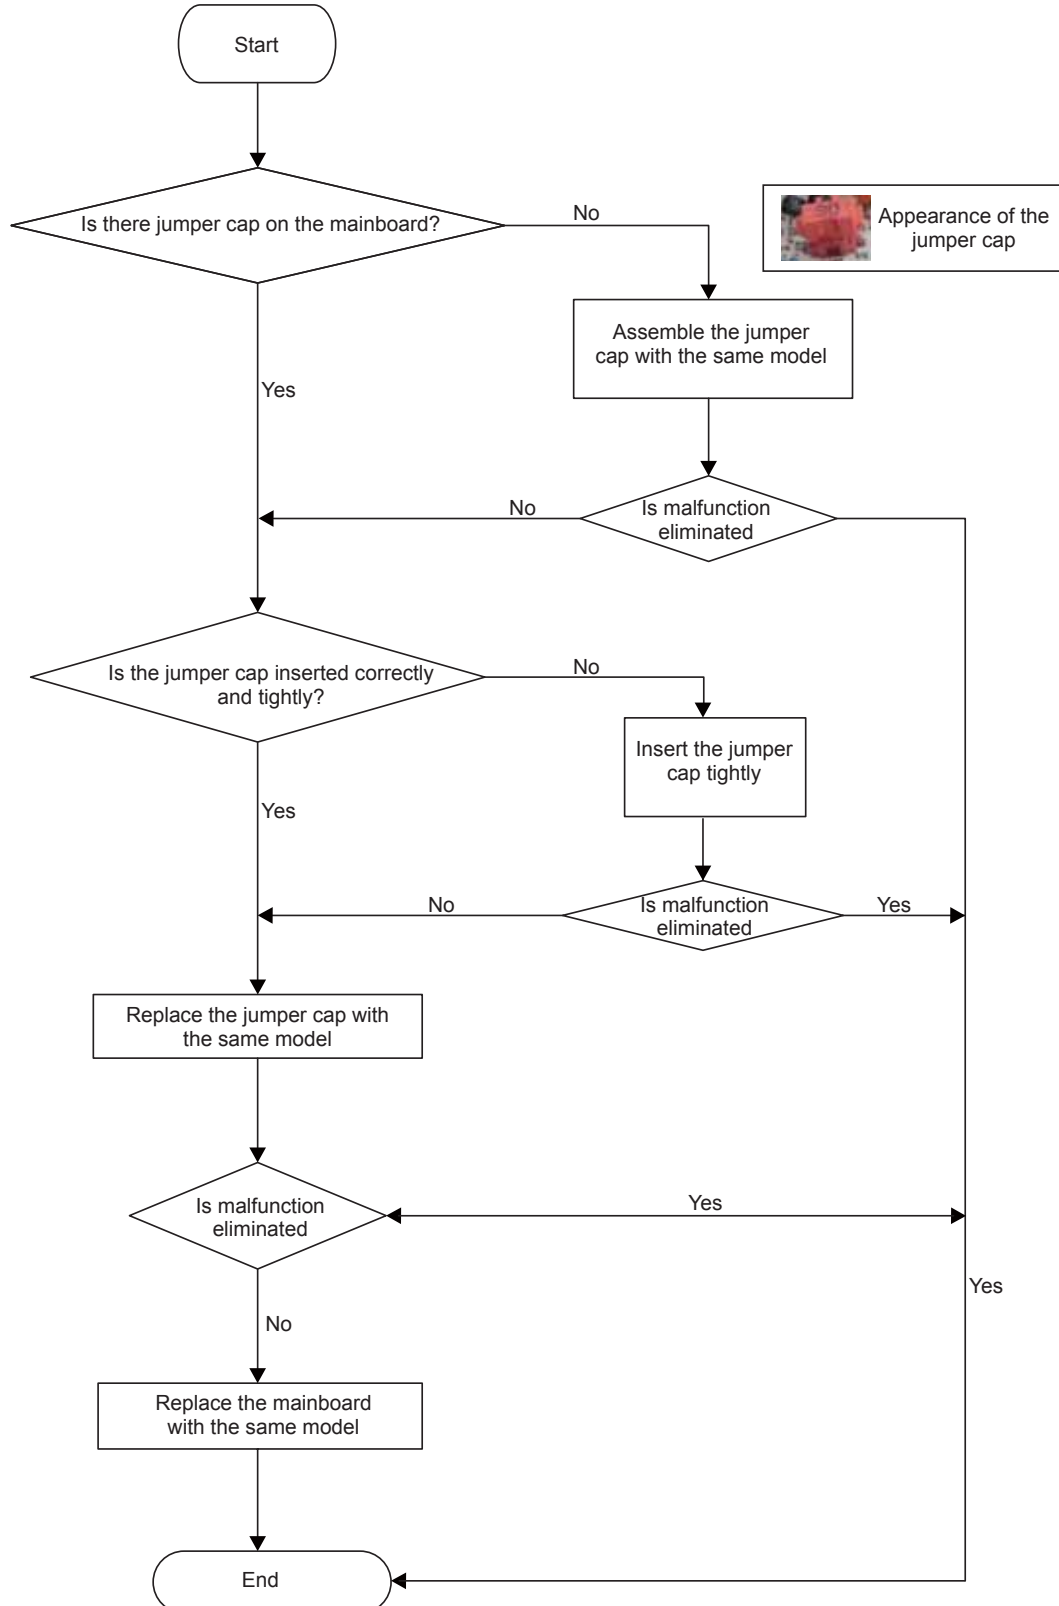 Start
Is there jumper cap on the mainboard?
No
Appearance of the
jumper cap
Assemble the jumper
cap with the same model
Yes
No
Is malfunction
eliminated
Is the jumper cap inserted correctly
and tightly?
No
Insert the jumper
cap tightly
Yes
No
Is malfunction
eliminated
Yes
Replace the jumper cap with
the same model
Is malfunction
eliminated
Yes
Yes
No
Replace the mainboard
with the same model
End